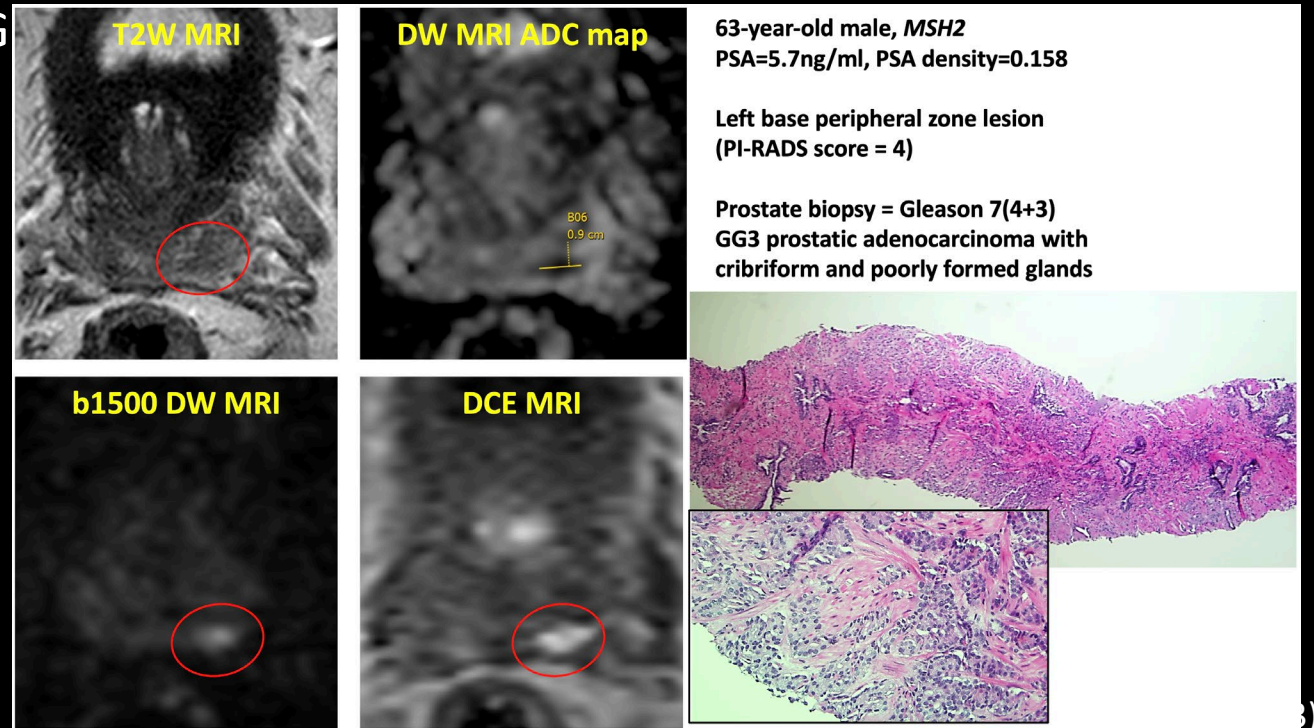 G
T2W MRI
DW MRI ADC map
B06
0.9 cm
b1500 DW MRI
DCE MRI
63-year-old male, MSH2
PSA=5.7ng/ml, PSA density=0.158
Left base peripheral zone lesion
(PI-RADS score = 4)
Prostate biopsy = Gleason 7(4+3)
GG3 prostatic adenocarcinoma with
cribriform and poorly formed glands